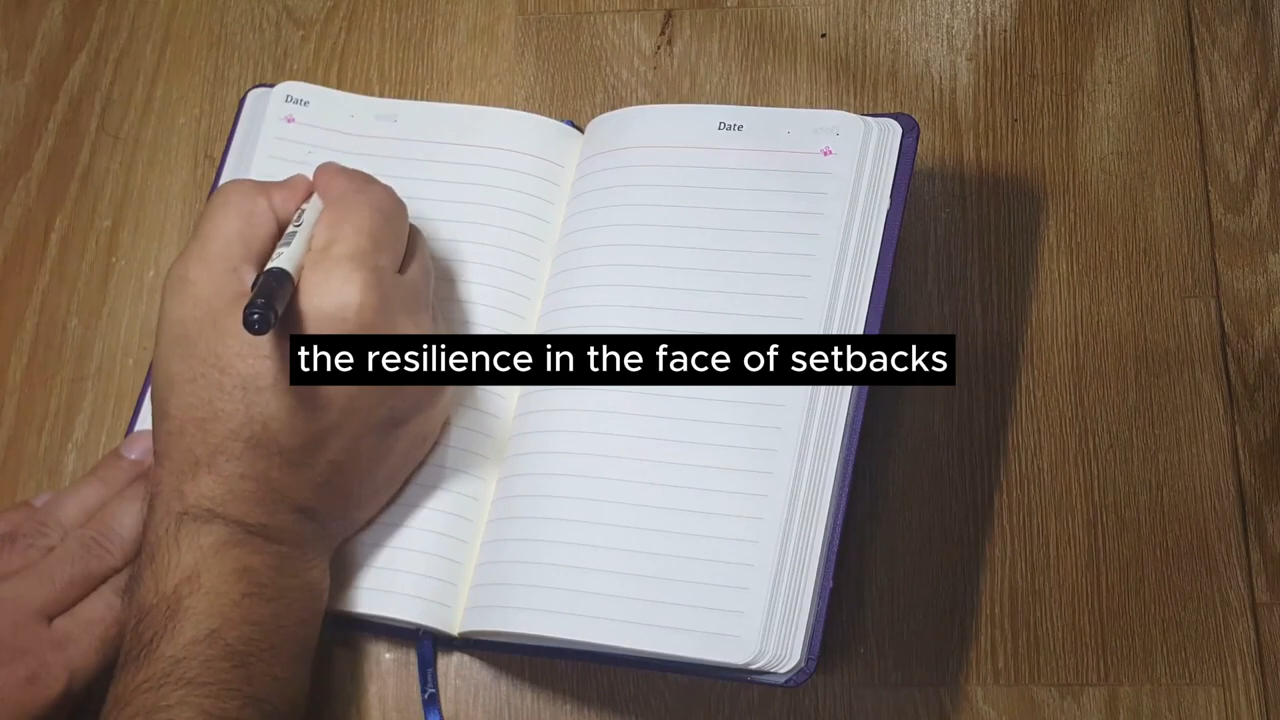 Date
Date
the resilience in the face of setbacks